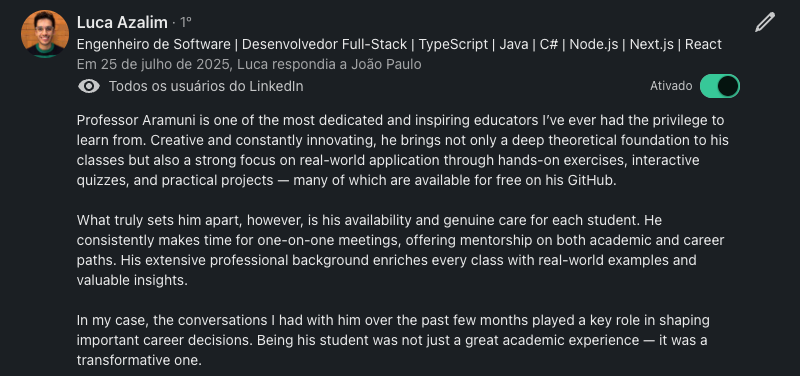 Luca Azalim · 1°
Engenheiro de Software | Desenvolvedor Full-Stack | TypeScript | Java | C# | Node.js | Next.js | React
Em 25 de julho de 2025, Luca respondia a João Paulo
Todos os usuários do LinkedIn
Ativado
Professor Aramuni is one of the most dedicated and inspiring educators I’ve ever had the privilege to
learn from. Creative and constantly innovating, he brings not only a deep theoretical foundation to his
classes but also a strong focus on real-world application through hands-on exercises, interactive
quizzes, and practical projects — many of which are available for free on his GitHub.
What truly sets him apart, however, is his availability and genuine care for each student. He
consistently makes time for one-on-one meetings, offering mentorship on both academic and career
paths. His extensive professional background enriches every class with real-world examples and
valuable insights.
In my case, the conversations I had with him over the past few months played a key role in shaping
important career decisions. Being his student was not just a great academic experience — it was a
transformative one.